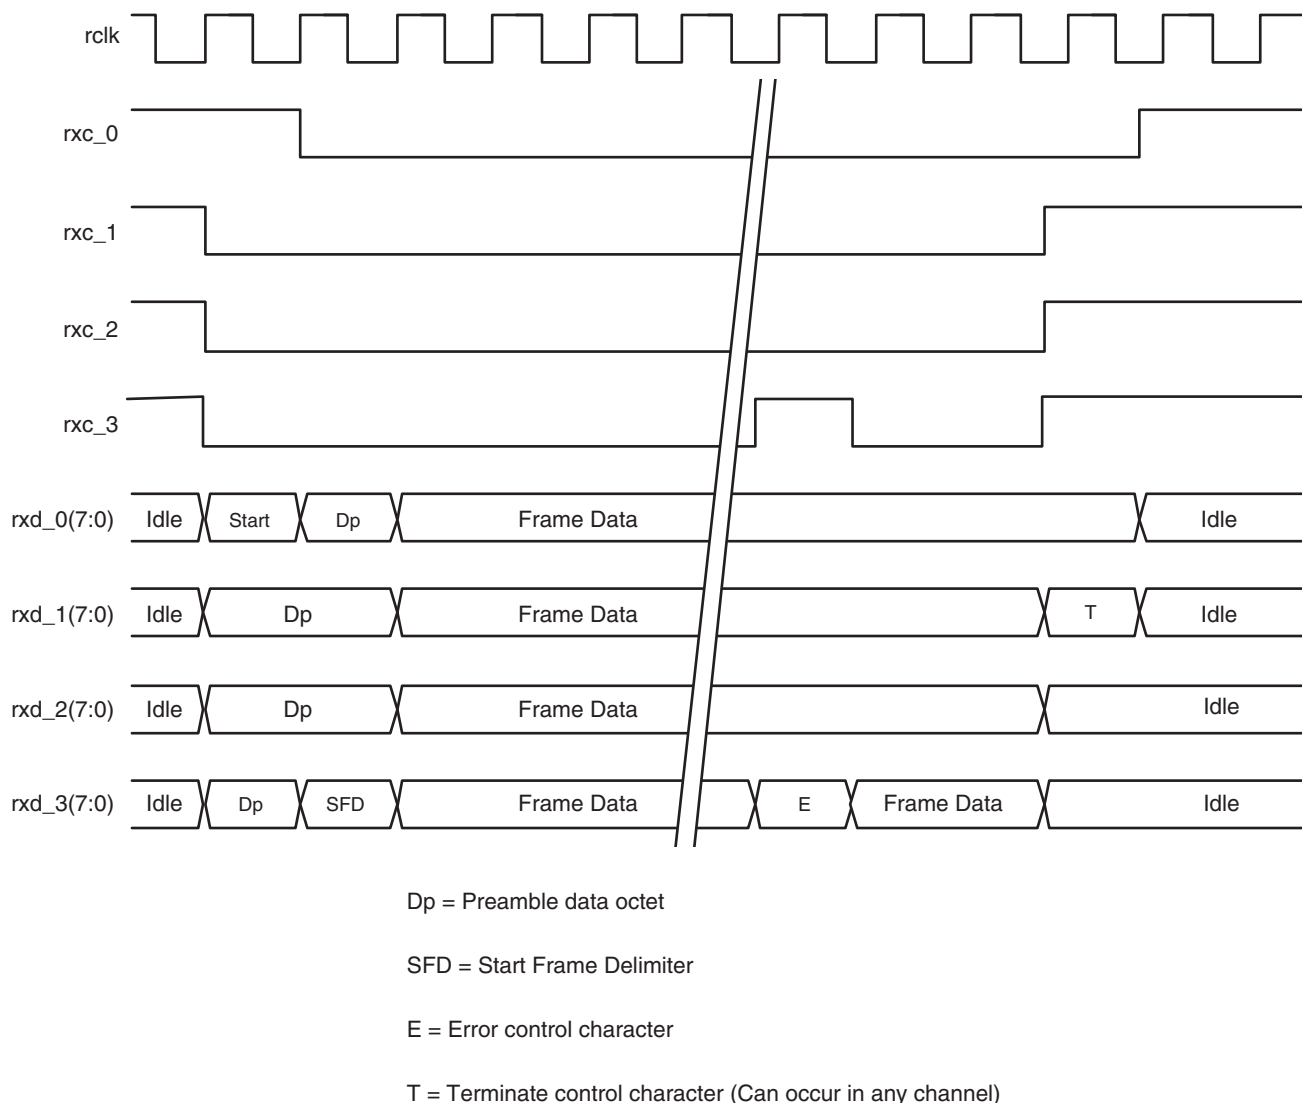 rclk
rxc_0
rxc_1
rxc_2
rxc_3
rxd_0(7:0) Idle Start Dp Frame Data Idle
rxd_1(7:0) Idle Dp Frame Data T Idle
rxd_2(7:0) Idle Dp Frame Data Idle
rxd_3(7:0) Idle Dp SFD Frame Data E Frame Data Idle
Dp = Preamble data octet
SFD = Start Frame Delimiter
E = Error control character
T = Terminate control character (Can occur in any channel)